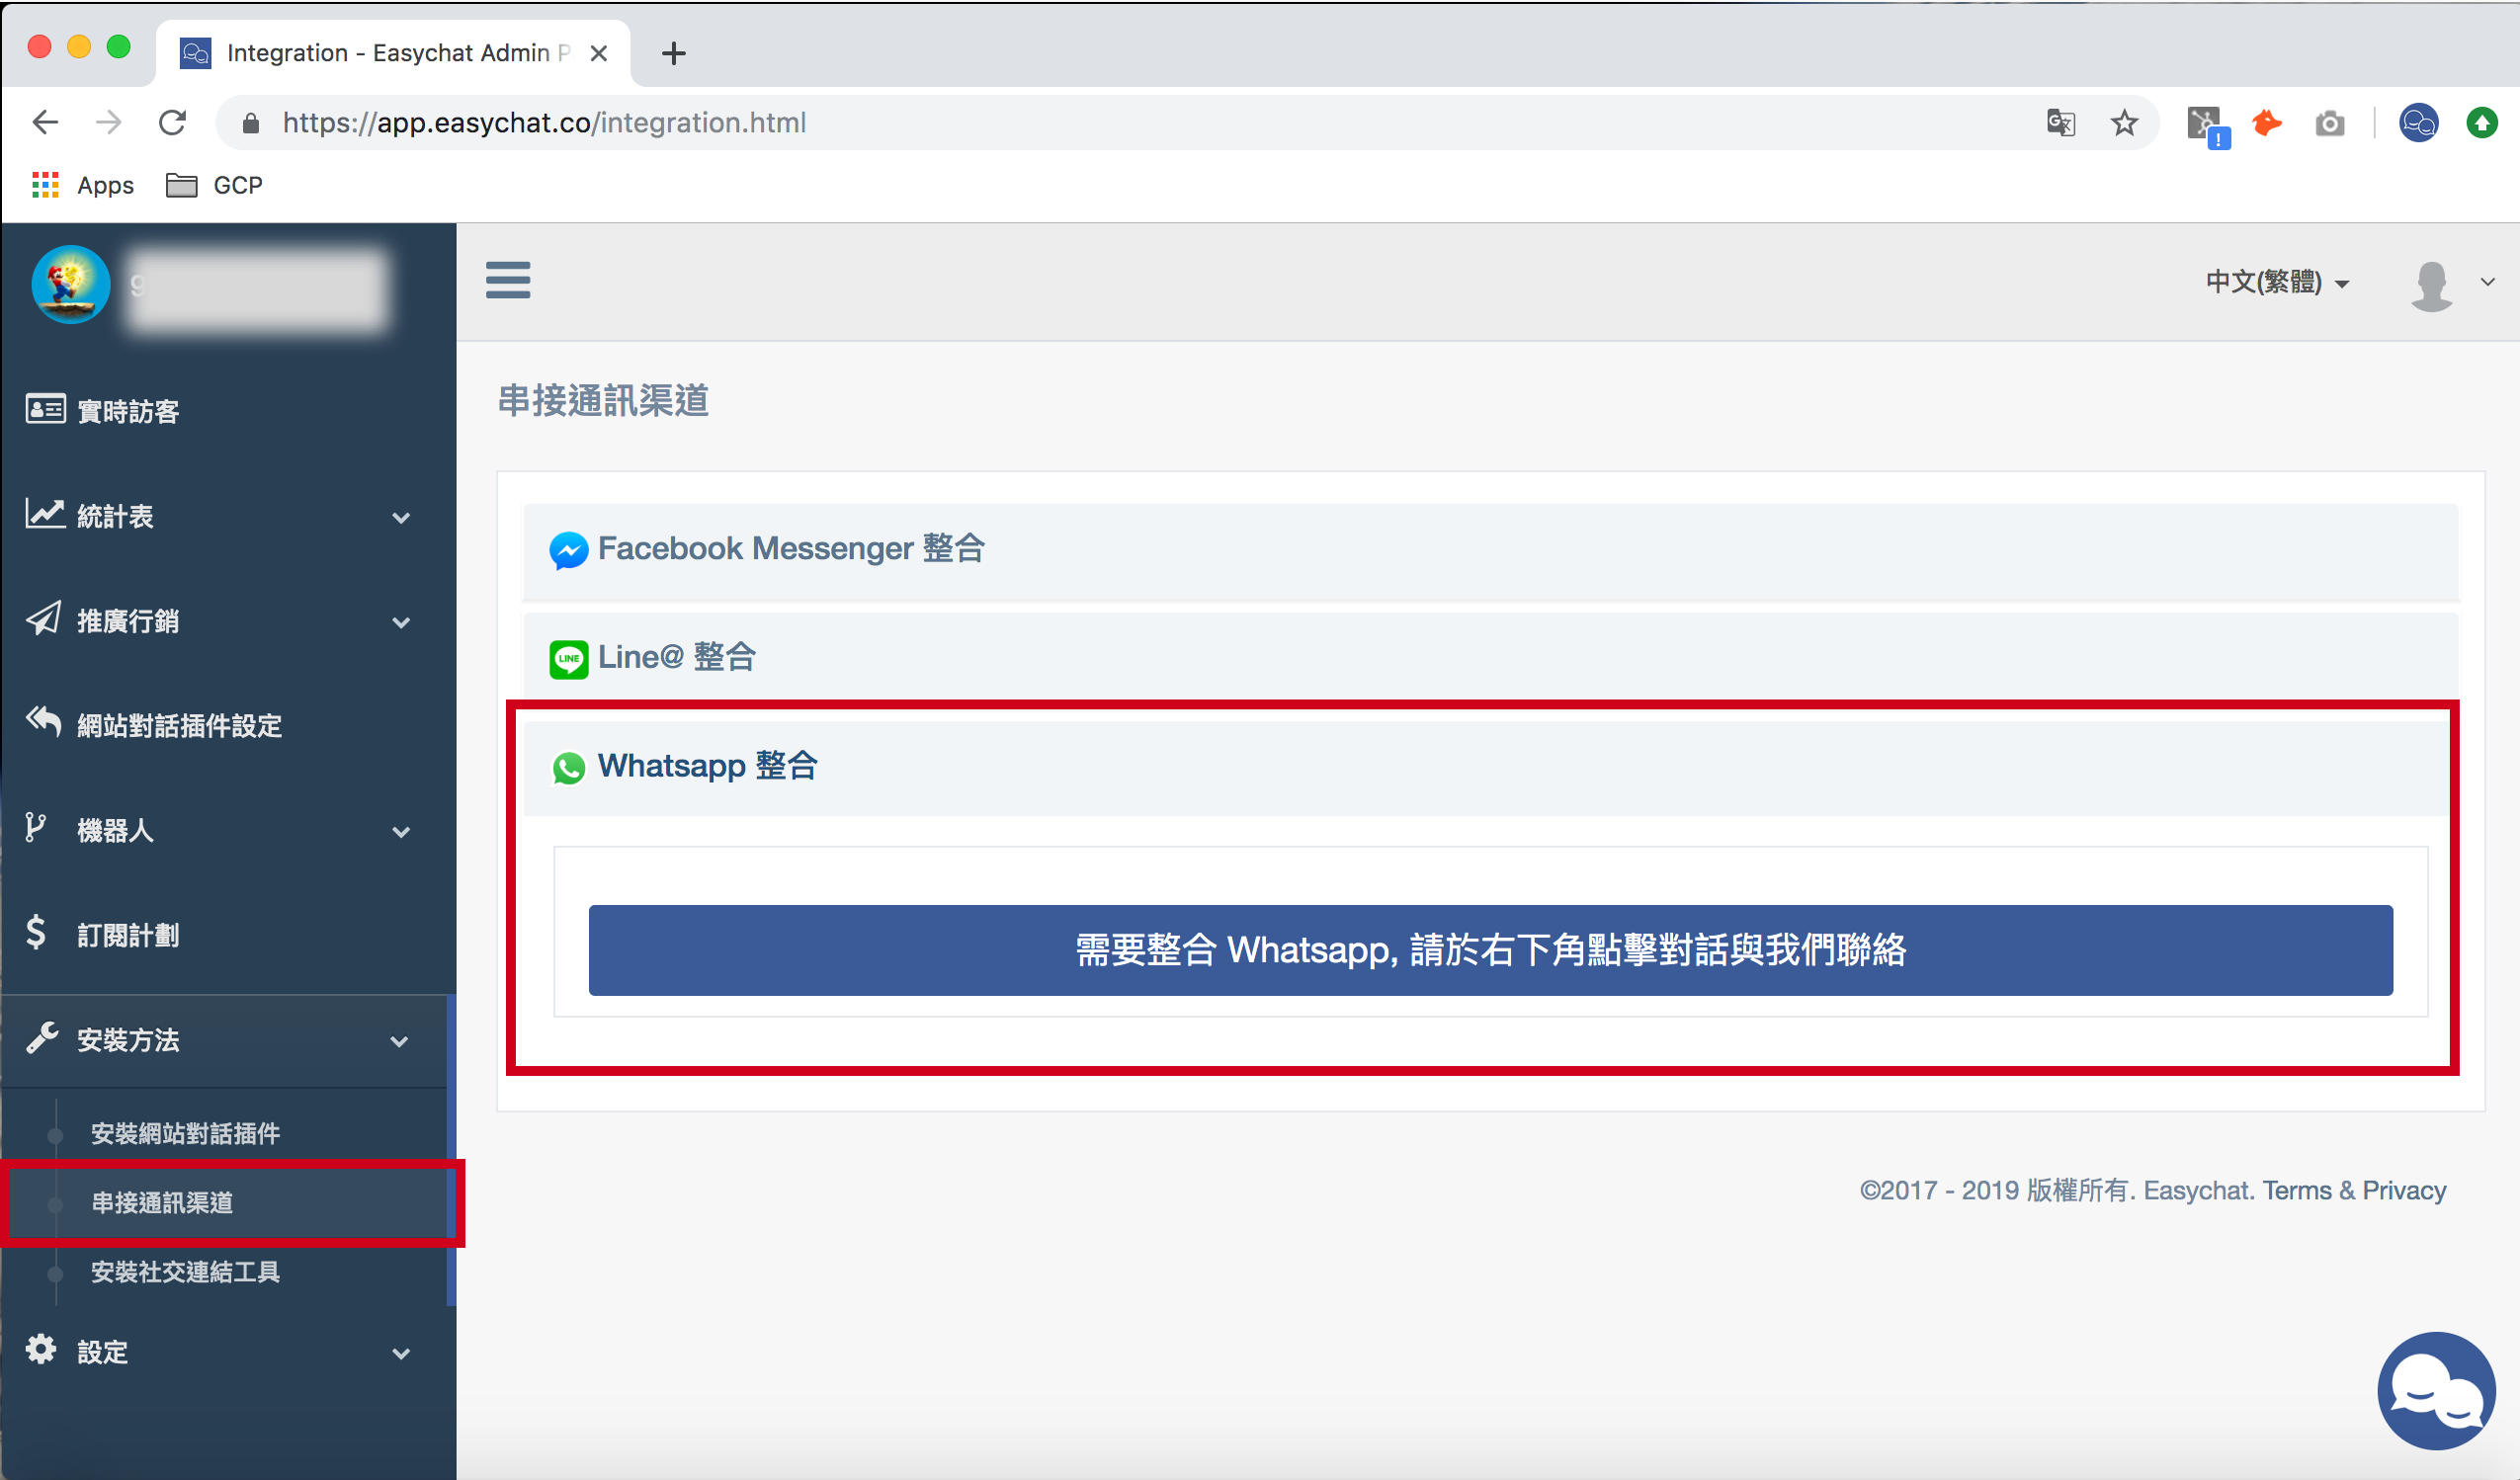 Integration - Easychat Admin P
https://app.easychat.co/integration.html
Apps
GCP
中文(繁體)
實時訪客
統計表
推廣行銷
網站對話插件設定
機器人
訂閱計劃
安裝方法
安裝網站對話插件
串接通訊渠道
安裝社交連結工具
設定
串接通訊渠道
Facebook Messenger 整合
LINE
Line@ 整合
Whatsapp 整合
需要整合 Whatsapp, 請於右下角點擊對話與我們聯絡
©2017 - 2019 版權所有. Easychat. Terms & Privacy